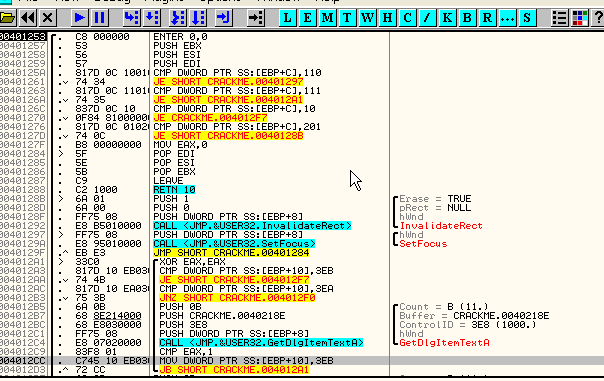 L E M T W H C / K B R ... S
00401253 . C8 000000 ENTER 0,0
00401257 . 53 PUSH EBX
00401258 . 56 PUSH ESI
00401259 . 57 PUSH EDI
0040125A . 817D 0C 1001 CMP DWORD PTR SS:[EBP+C],110
00401261 . 74 34 JE SHORT CRACKME.00401297
00401263 . 817D 0C 1101 CMP DWORD PTR SS:[EBP+C],111
0040126A . 74 35 JE SHORT CRACKME.004012A1
0040126C . 837D 0C 10 CMP DWORD PTR SS:[EBP+C],10
00401270 . 0F84 81000000 JE CRACKME.004012F7
00401276 . 817D 0C 0102 CMP DWORD PTR SS:[EBP+C],201
0040127D . 74 0C JE SHORT CRACKME.0040128B
0040127F . B8 00000000 MOV EAX,0
00401284 > 5F POP EDI
00401285 . 5E POP ESI
00401286 . 5B POP EBX
00401287 . C9 LEAVE
00401288 . C2 1000 RETN 10
0040128B > 6A 01 PUSH 1 Erase = TRUE
0040128D . 6A 00 PUSH 0 pRect = NULL
0040128F . FF75 08 PUSH DWORD PTR SS:[EBP+8] hWnd
00401292 . E8 B5010000 CALL <JMP.&USER32.InvalidateRect> InvalidateRect
00401297 > FF75 08 PUSH DWORD PTR SS:[EBP+8] hWnd
0040129A . E8 95010000 CALL <JMP.&USER32.SetFocus> SetFocus
0040129F .^ EB E3 JMP SHORT CRACKME.00401284
004012A1 > 33C0 XOR EAX,EAX
004012A3 . 817D 10 EB03 CMP DWORD PTR SS:[EBP+10],3EB
004012AA . 74 4B JE SHORT CRACKME.004012F7
004012AC . 817D 10 EA03 CMP DWORD PTR SS:[EBP+10],3EA
004012B3 . 75 3B JNZ SHORT CRACKME.004012F0
004012B5 . 6A 0B PUSH 0B Count = B (11.)
004012B7 . 68 8E214000 PUSH CRACKME.0040218E Buffer = CRACKME.0040218E
004012BC . 68 E8030000 PUSH 3E8 ControlID = 3E8 (1000.)
004012C1 . FF75 08 PUSH DWORD PTR SS:[EBP+8] hWnd
004012C4 . E8 07020000 CALL <JMP.&USER32.GetDlgItemTextA> GetDlgItemTextA
004012C9 . 83F8 01 CMP EAX,1
004012CC . C745 10 EB03 MOV DWORD PTR SS:[EBP+10],3EB
004012D3 .^ 72 CC JB SHORT CRACKME.004012A1